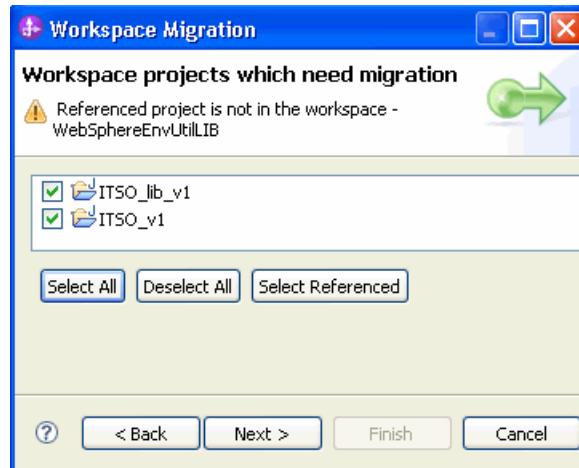 Workspace Migration
Workspace projects which need migration
Referenced project is not in the workspace -
WebSphereEnvUtilLIB
ITSO_lib_v1
ITSO_v1
Select All Deselect All Select Referenced
? < Back Next > Finish Cancel